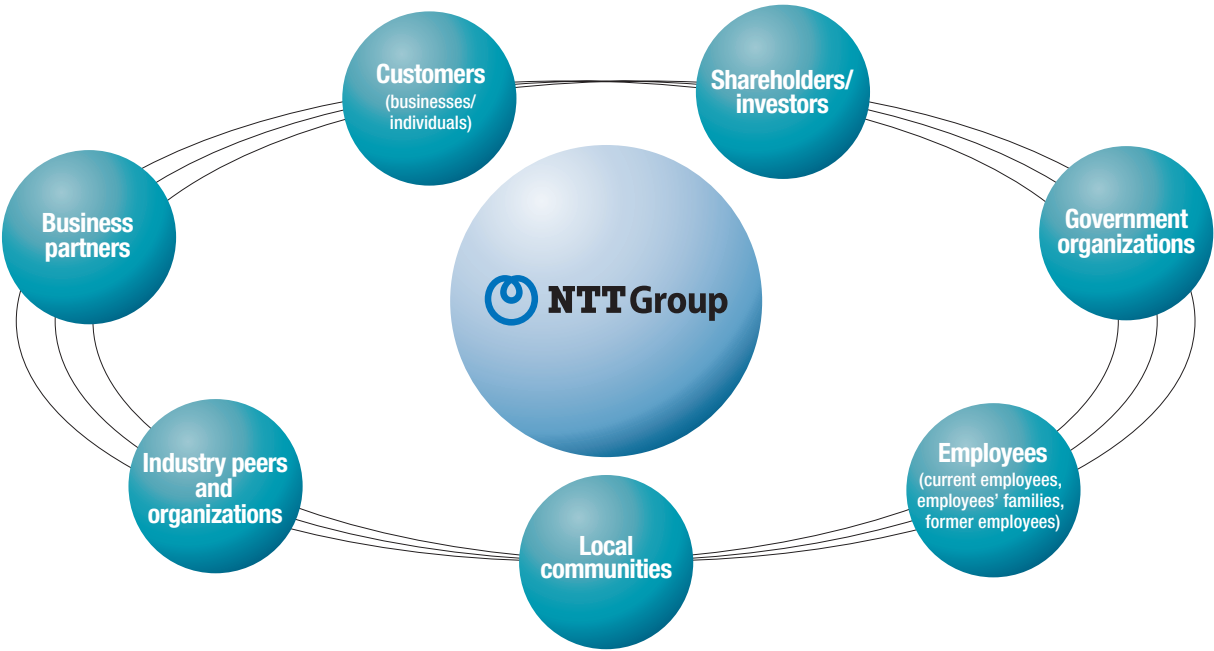 Customers
(businesses/
individuals)
Shareholders/
investors
Business
partners
Government
organizations
NTT Group
Industry peers
and
organizations
Employees
(current employees,
employees’ families,
former employees)
Local
communities